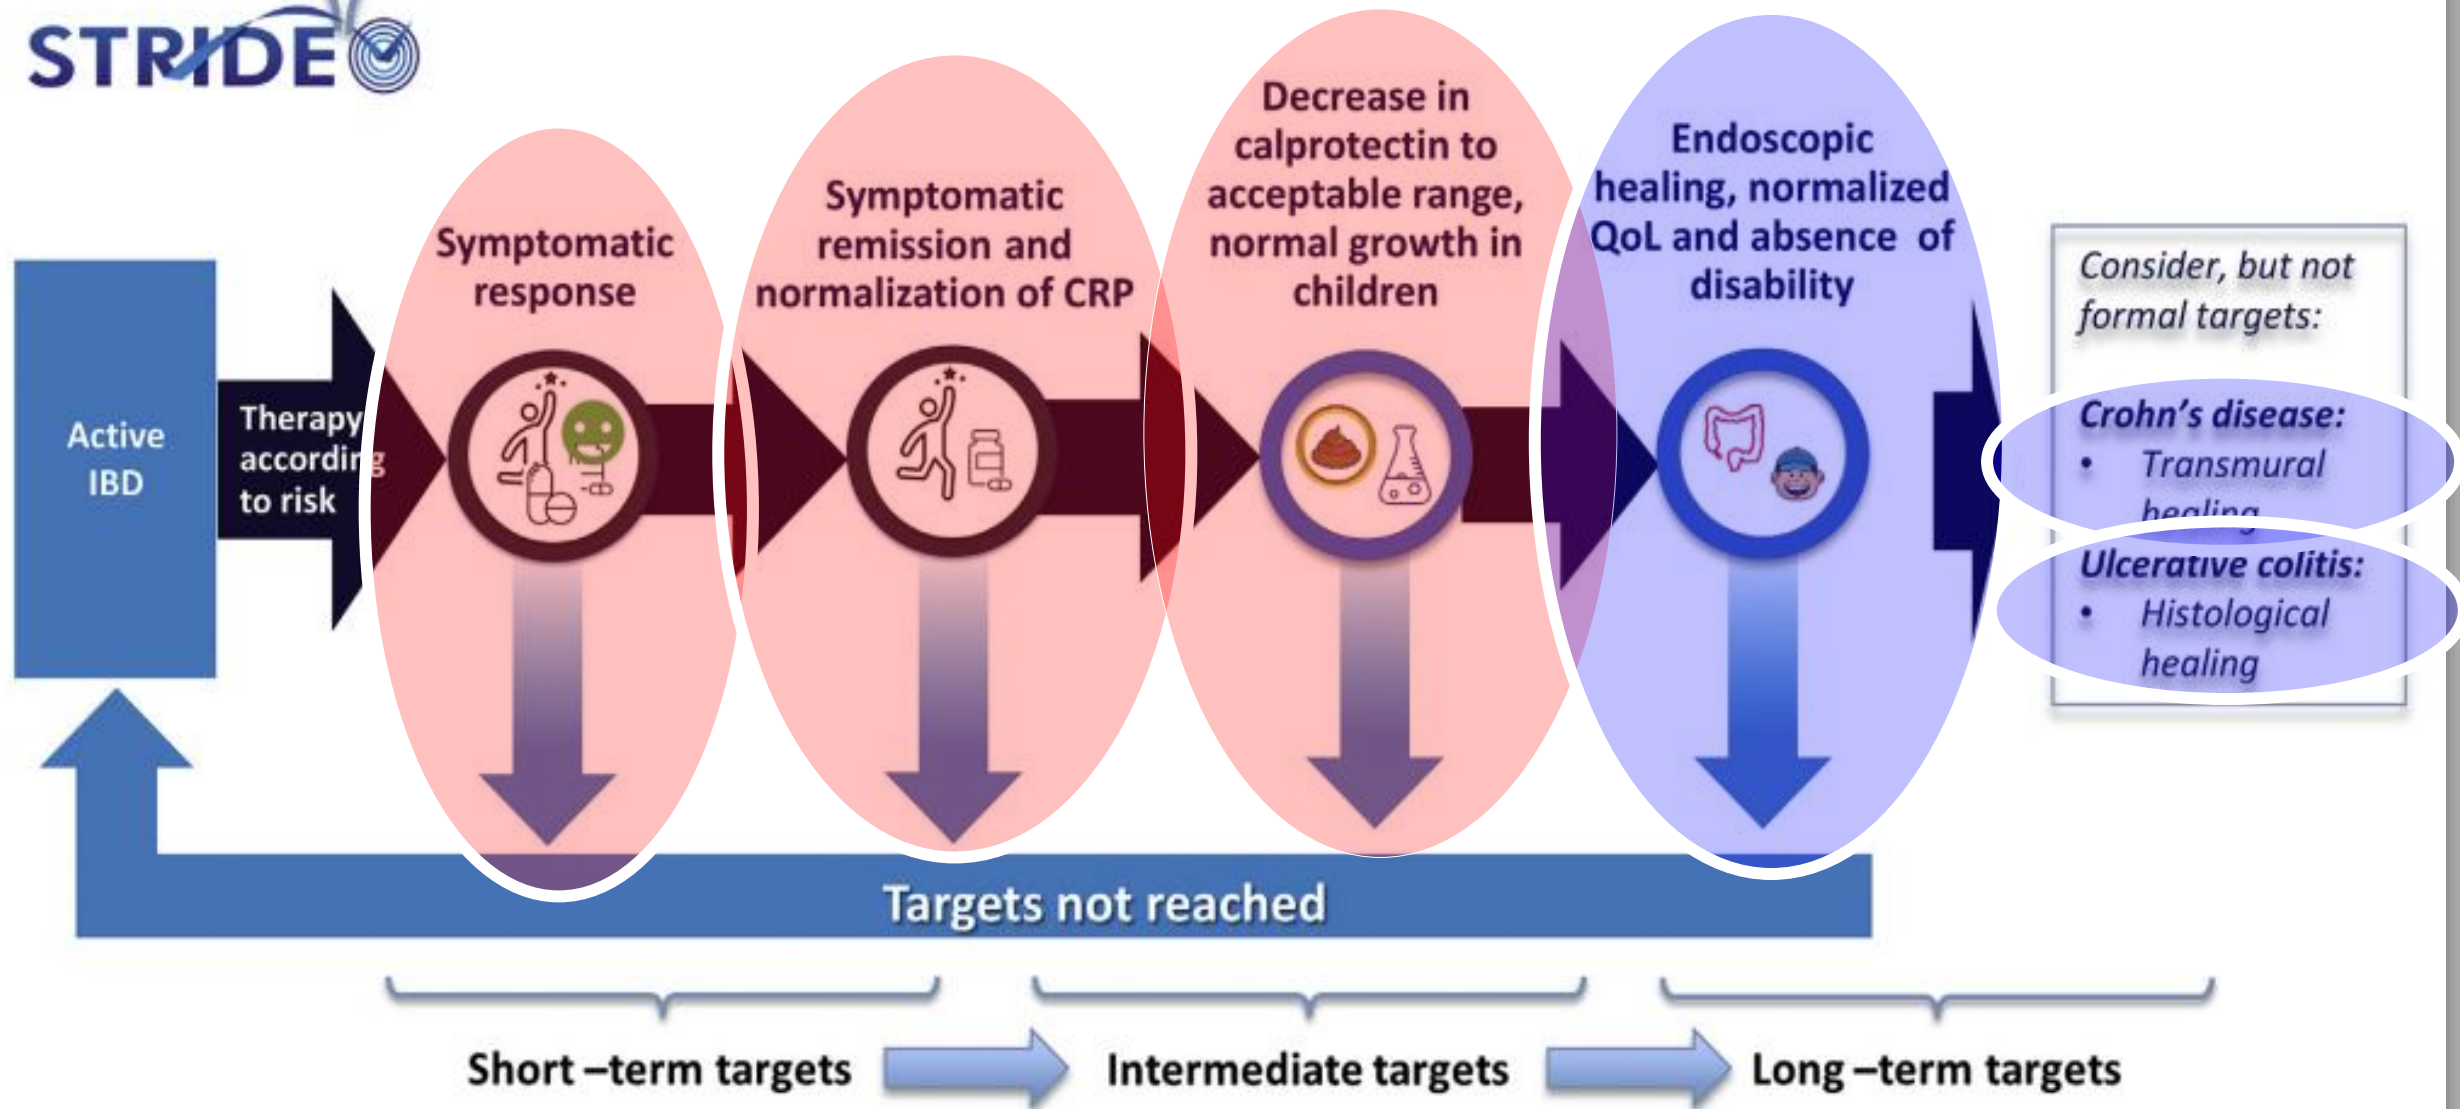 STRIDE
Symptomatic
response
Symptomatic
remission and
normalization of CRP
Decrease in
calprotectin to
acceptable range,
normal growth in
children
Endoscopic
healing, normalized
QoL and absence of
disability
Active
IBD
Therapy
according
to risk
Consider, but not
formal targets:
Crohn's disease:
• Transmural
healing
Ulcerative colitis:
• Histological
healing
Targets not reached
Short –term targets
Intermediate targets
Long –term targets